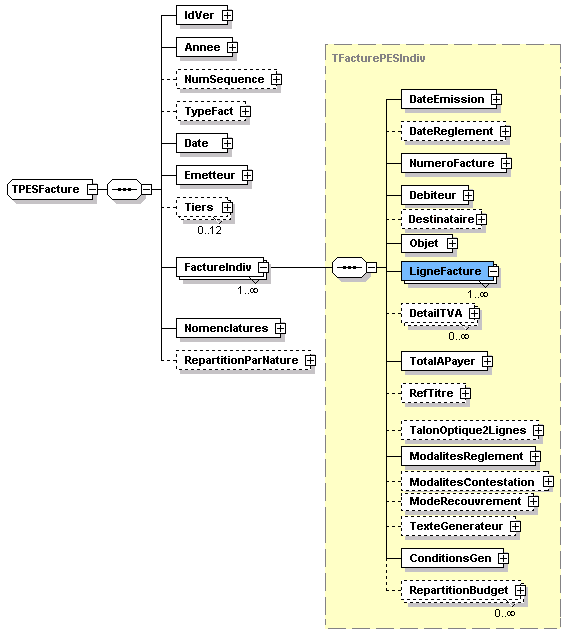 TPESFacture
IdVer
Annee
NumSequence
TypeFact
Date
Emetteur
Tiers
0..12
FactureIndiv
1..∞
Nomenclatures
RepartitionParNature
TFacturePESIndiv
DateEmission
DateReglement
NumeroFacture
Debiteur
Destinataire
Objet
LigneFacture
1..∞
DetailTVA
0..∞
TotalAPayer
RefTitre
TalonOptique2Lignes
ModalitesReglement
ModalitesContestation
ModeRecouvrement
TexteGenerateur
ConditionsGen
RepartitionBudget
0..∞